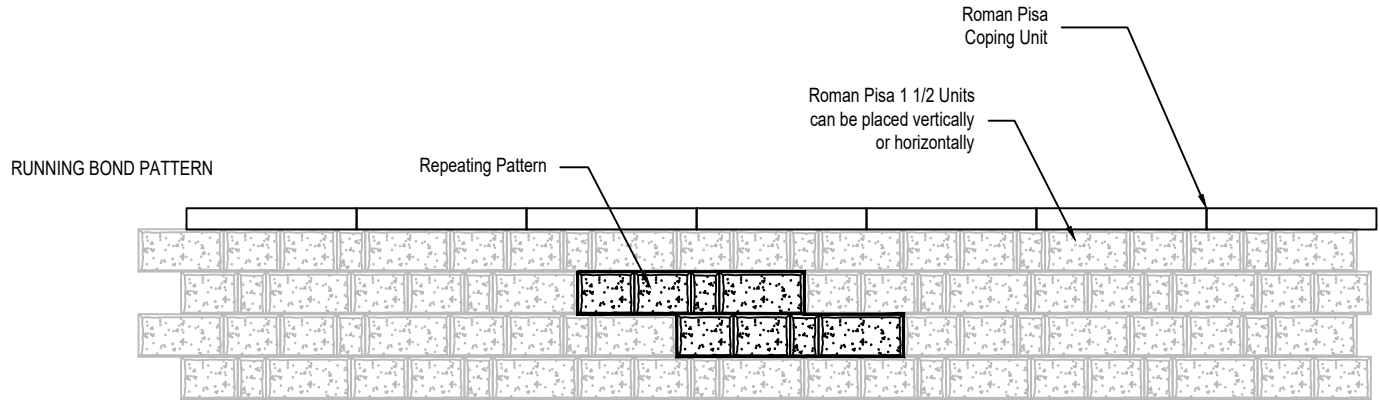 Roman Pisa
Coping Unit
Roman Pisa 1 1/2 Units
can be placed vertically
or horizontally
RUNNING BOND PATTERN
Repeating Pattern